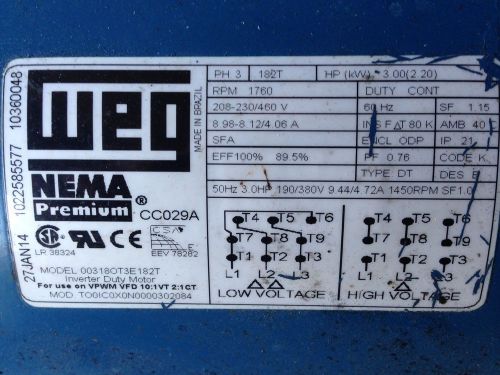 weg
NEMA
Premium ®
CC029A
MADE IN BRAZIL
10360048
1022585577
27JAN14
LR 38324
CSA
EEV 78262
MODEL 00318OT3E182T
Inverter Duty Motor
For use on VPWM VFD 10:1VT 2:1CT
MOD. TO0IC0X0N0000302084
PH 3 182T HP (kW) 3.00(2.20)
RPM 1760 DUTY CONT
208-230/460 V 60 Hz SF 1.15
8.98-8.12/4.06 A INS F ΔT 80 K AMB 40 C
SFA ENCL ODP IP 21
EFF100% 89.5% PF 0.76 CODE K
TYPE DT DES B
50Hz 3.0HP 190/380V 9.44/4.72A 1450RPM SF1.0
T4 T5 T6 T4 T5 T6
T7 T8 T9 T7 T8 T9
T1 T2 T3 T1 T2 T3
L1 L2 L3 L1 L2 L3
LOW VOLTAGE HIGH VOLTAGE